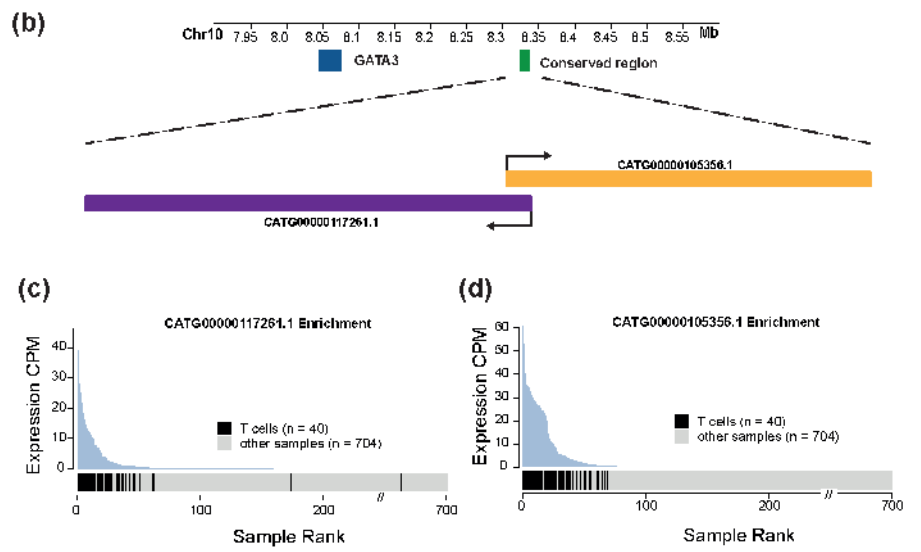 (b)
Chr10 7.95 8.0 8.05 8.1 8.15 8.2 8.25 8.3 8.35 8.4 8.45 8.5 8.55 Mb
GATA3
Conserved region
CATG00000105356.1
CATG00000117261.1
(c)
CATG00000117261.1 Enrichment
Expression CPM
40
30
20
10
0
T cells (n = 40)
other samples (n = 704)
0 100 200 // 700
Sample Rank
(d)
CATG00000105356.1 Enrichment
Expression CPM
60
50
40
30
20
10
0
T cells (n = 40)
other samples (n = 704)
0 100 200 // 700
Sample Rank